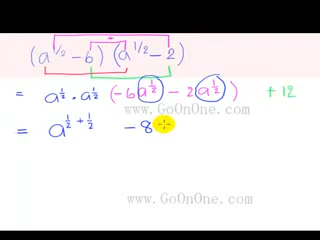 (a^{1/2} - 6)(a^{1/2} - 2)
= a^{1/2} · a^{1/2} (-6a^{1/2} - 2a^{1/2}) + 12
www.GoOnOne.com
= a^{1/2 + 1/2} - 8
www.GoOnOne.com